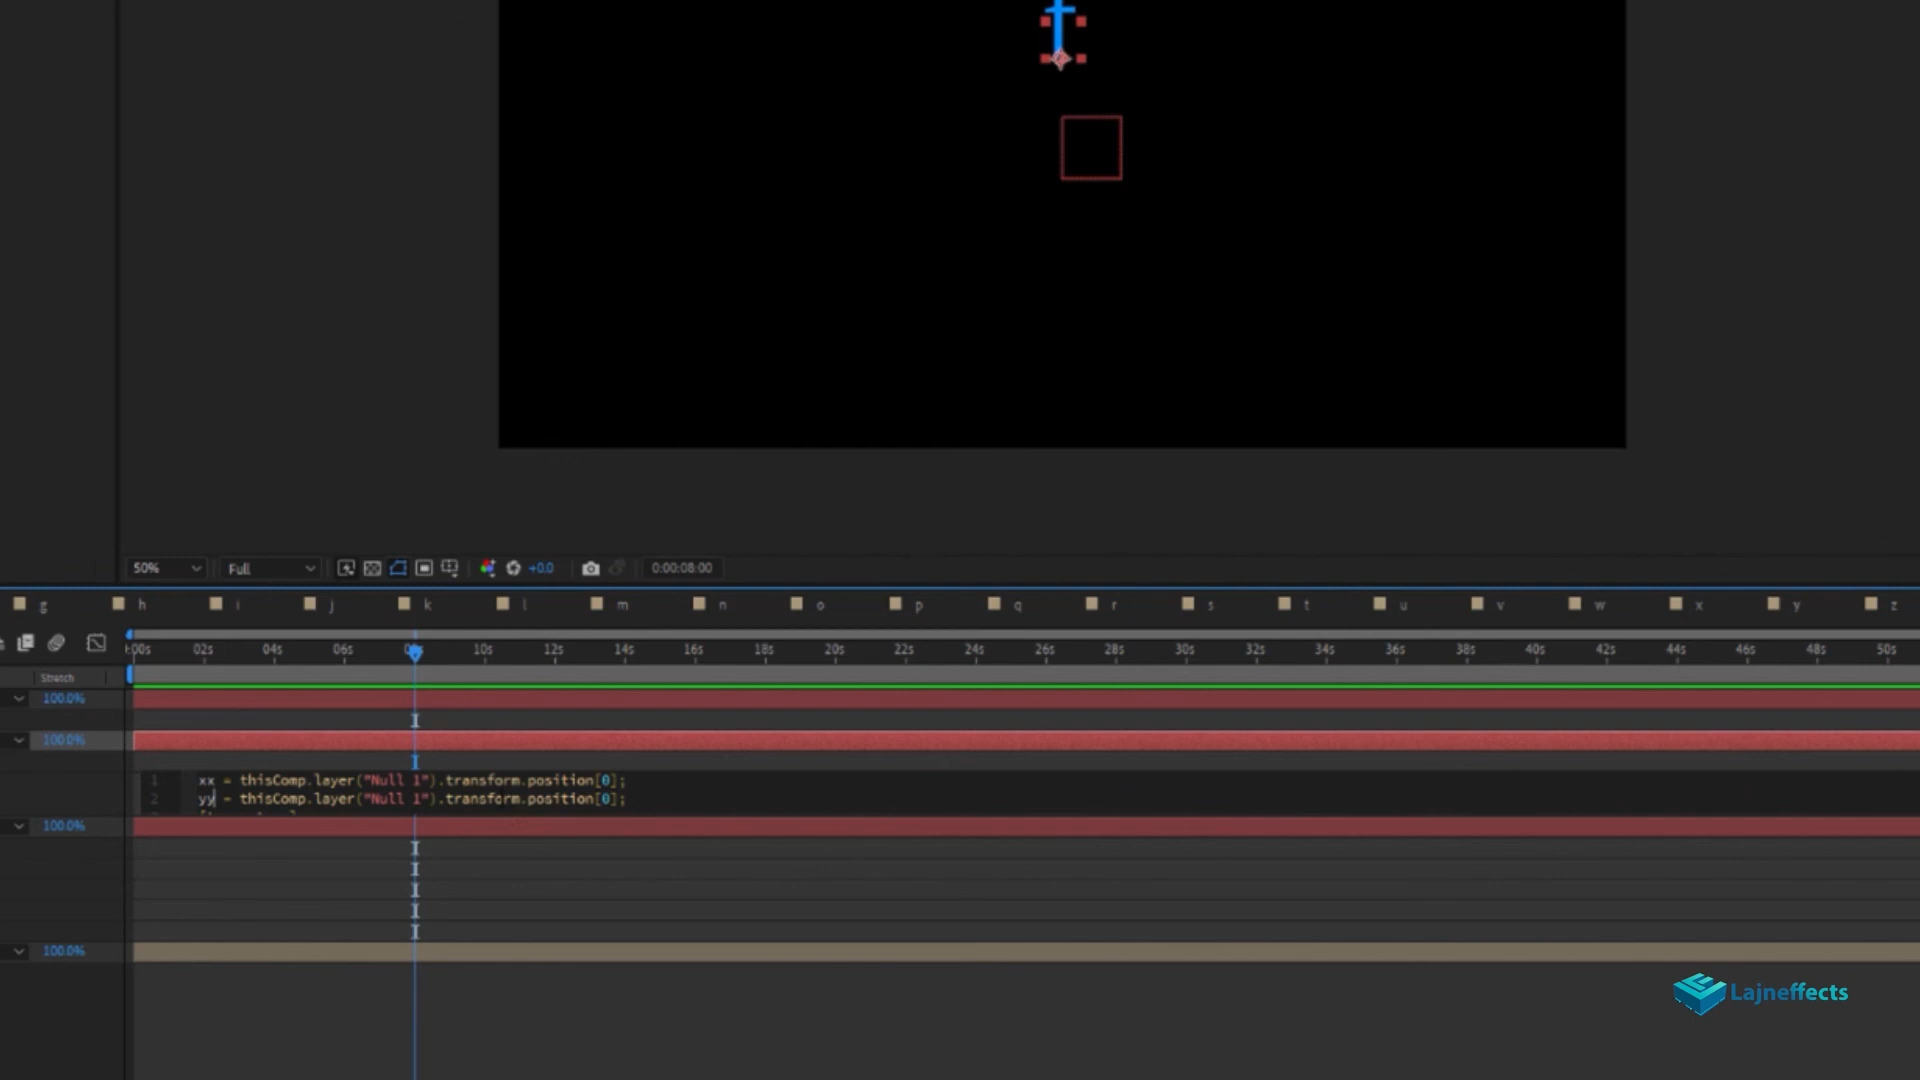 f
50%
Full
+0.0
0:00:08:00
g h i j k l m n o p q r s t u v w x y z
:00s 02s 04s 06s 10s 12s 14s 16s 18s 20s 22s 24s 26s 28s 30s 32s 34s 36s 38s 40s 42s 44s 46s 48s 50s
Stretch
100.0%
100.0%
1 xx = thisComp.layer("Null 1").transform.position[0];
2 yy = thisComp.layer("Null 1").transform.position[0];
100.0%
100.0%
Lajneffects